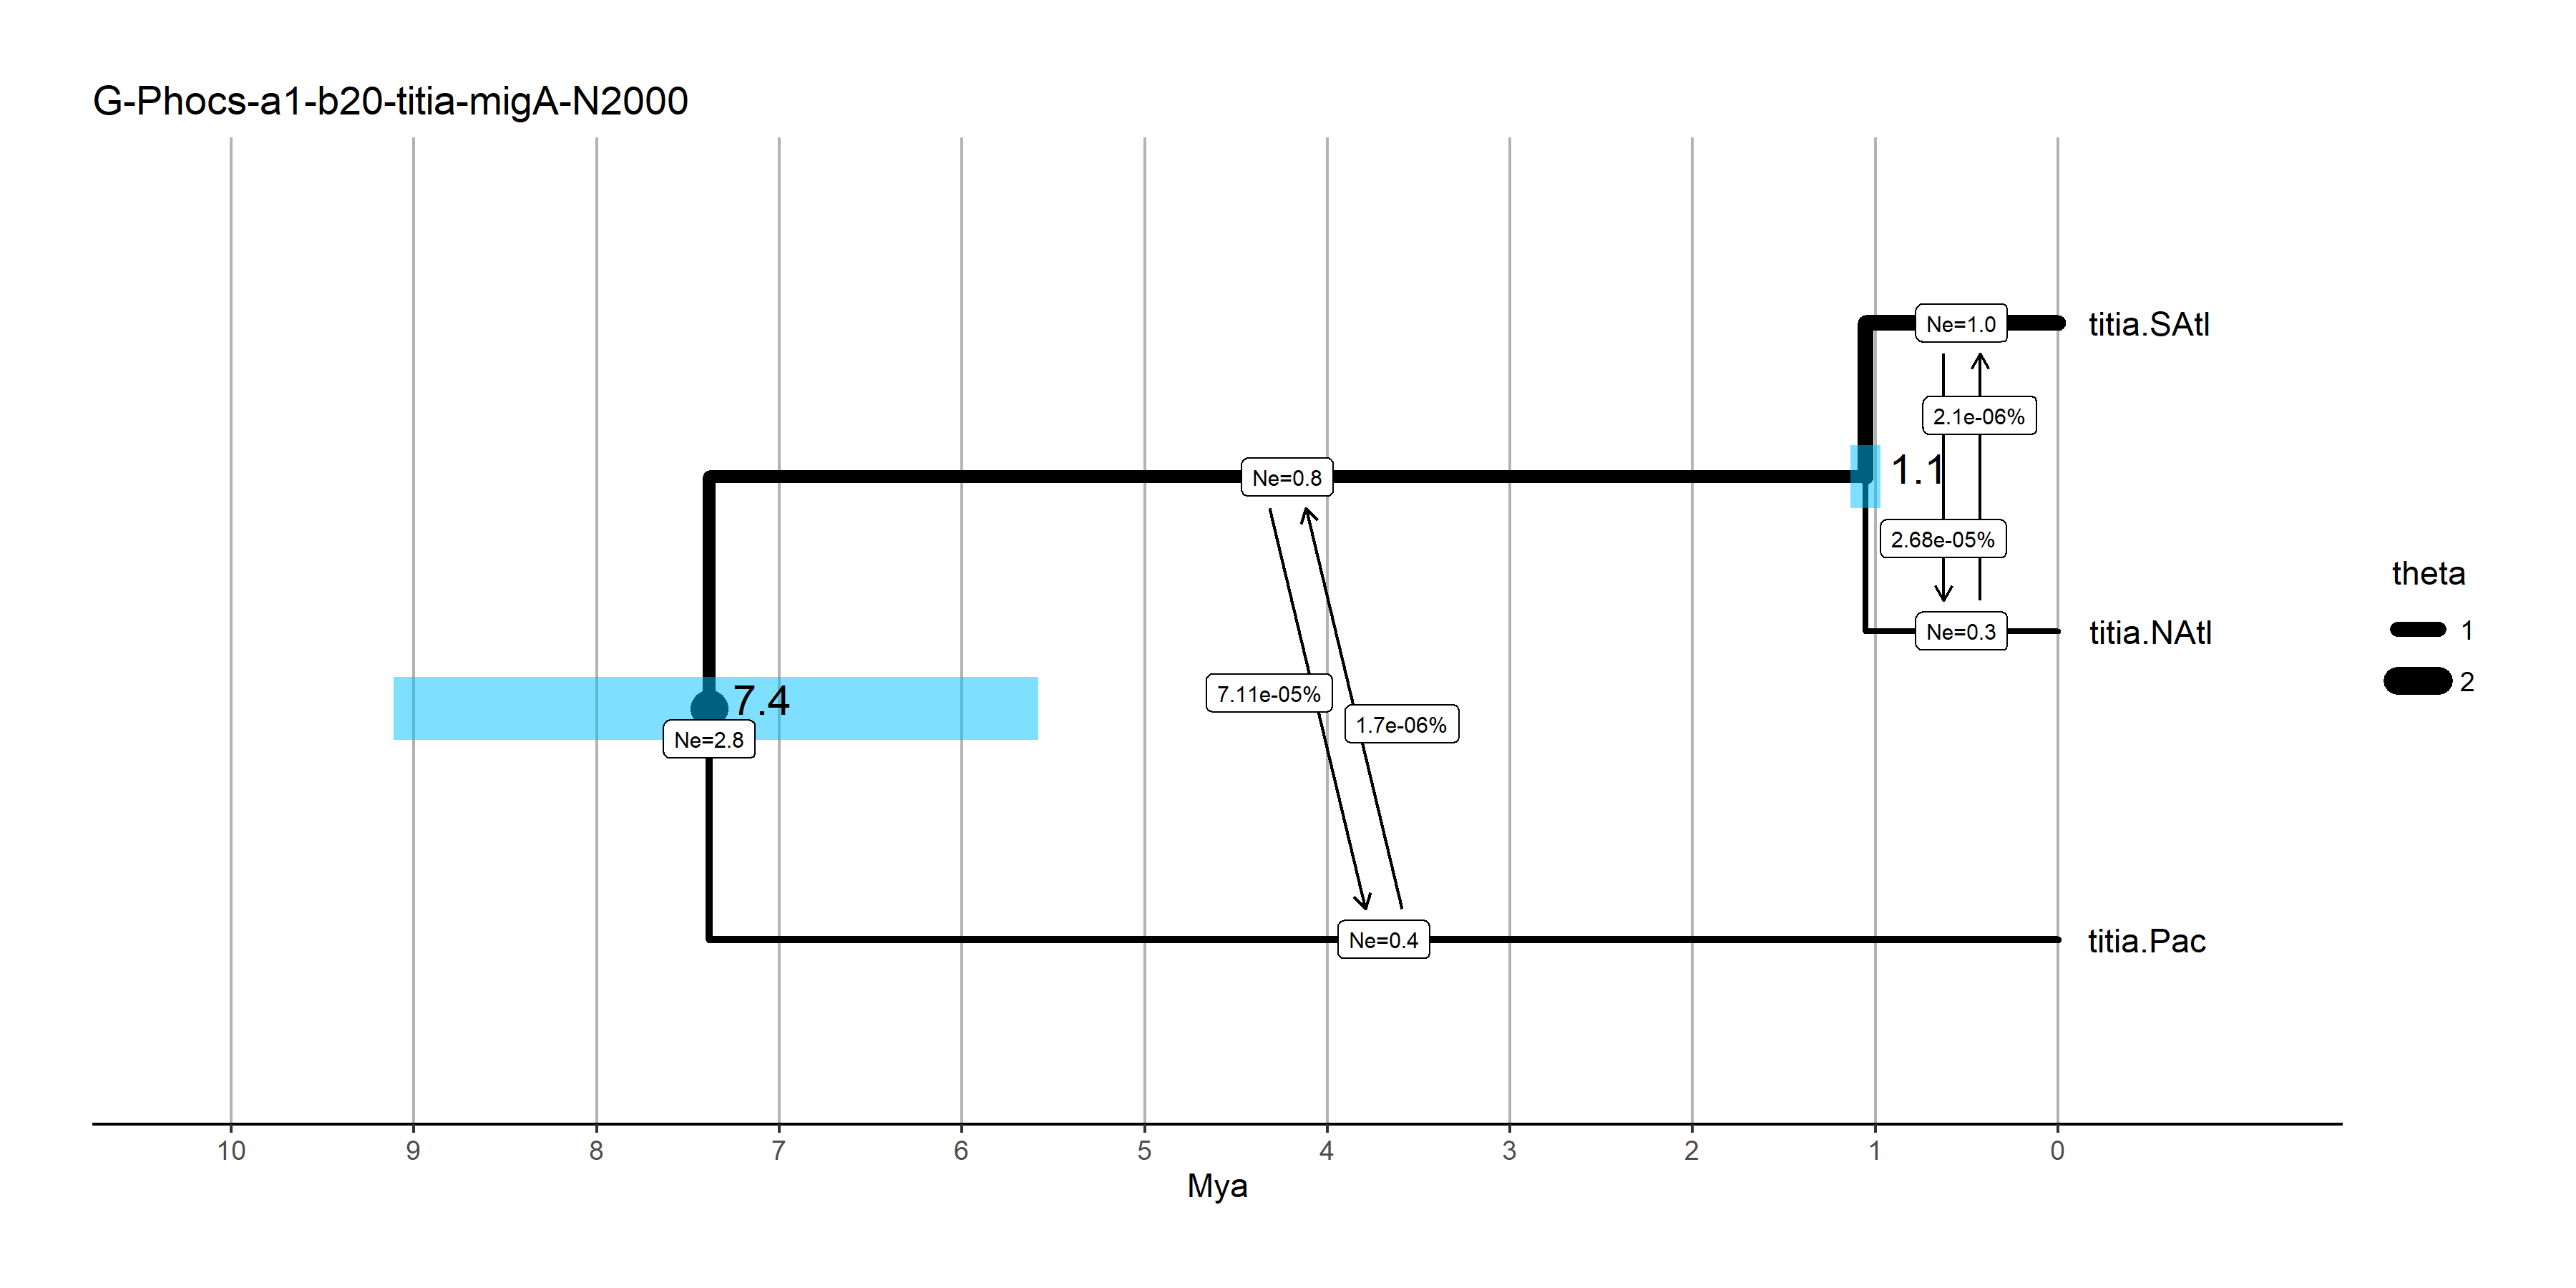 G-Phocs-a1-b20-titia-migA-N2000
Ne=1.0
titia.SAtl
2.1e-06%
1.1
Ne=0.8
2.68e-05%
theta
1
2
Ne=0.3
titia.NAtl
7.4
Ne=2.8
7.11e-05%
1.7e-06%
Ne=0.4
titia.Pac
10 9 8 7 6 5 4 3 2 1 0
Mya